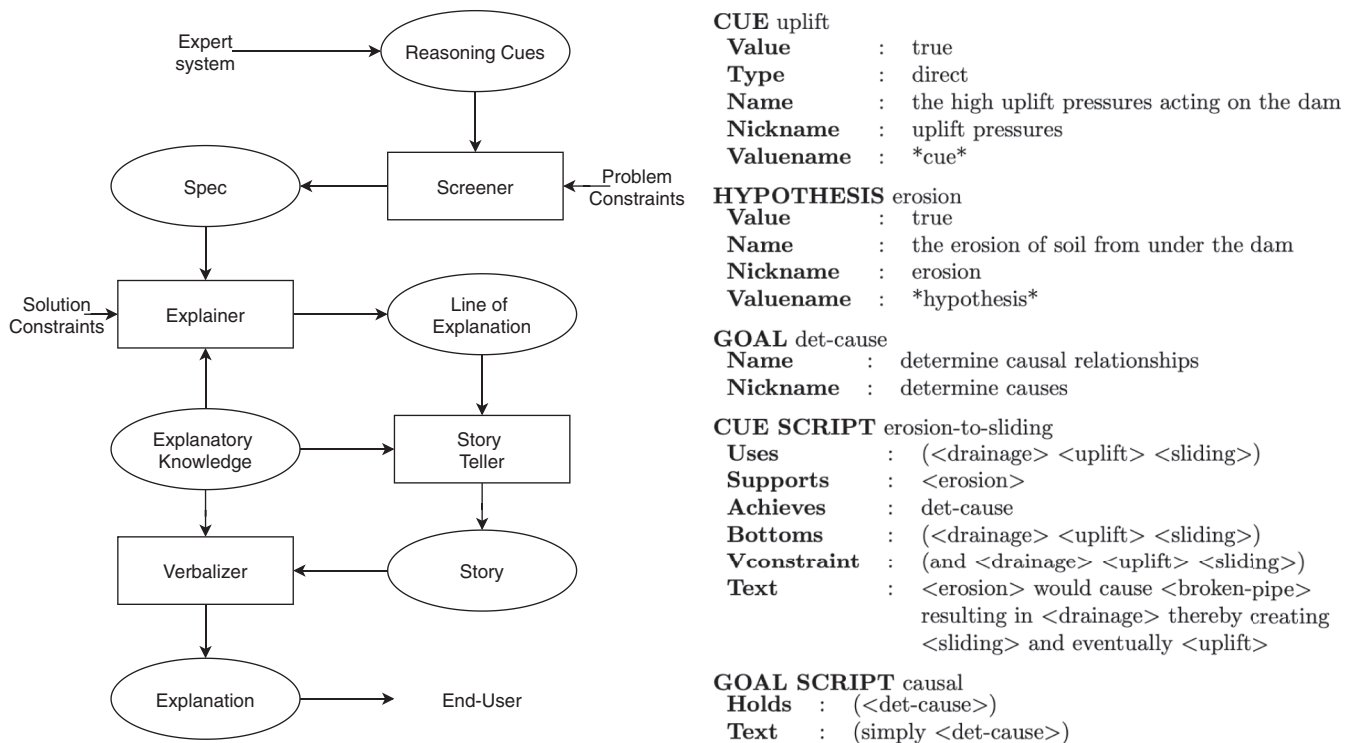 Expert
system
Reasoning Cues
Spec
Screener
Problem
Constraints
Solution
Constraints
Explainer
Line of
Explanation
Explanatory
Knowledge
Story
Teller
Verbalizer
Story
Explanation
End-User
CUE uplift
Value : true
Type : direct
Name : the high uplift pressures acting on the dam
Nickname : uplift pressures
Valuename : *cue*
HYPOTHESIS erosion
Value : true
Name : the erosion of soil from under the dam
Nickname : erosion
Valuename : *hypothesis*
GOAL det-cause
Name : determine causal relationships
Nickname : determine causes
CUE SCRIPT erosion-to-sliding
Uses : (<drainage> <uplift> <sliding>)
Supports : <erosion>
Achieves : det-cause
Bottoms : (<drainage> <uplift> <sliding>)
Vconstraint : (and <drainage> <uplift> <sliding>)
Text : <erosion> would cause <broken-pipe>
resulting in <drainage> thereby creating
<sliding> and eventually <uplift>
GOAL SCRIPT causal
Holds : (<det-cause>)
Text : (simply <det-cause>)